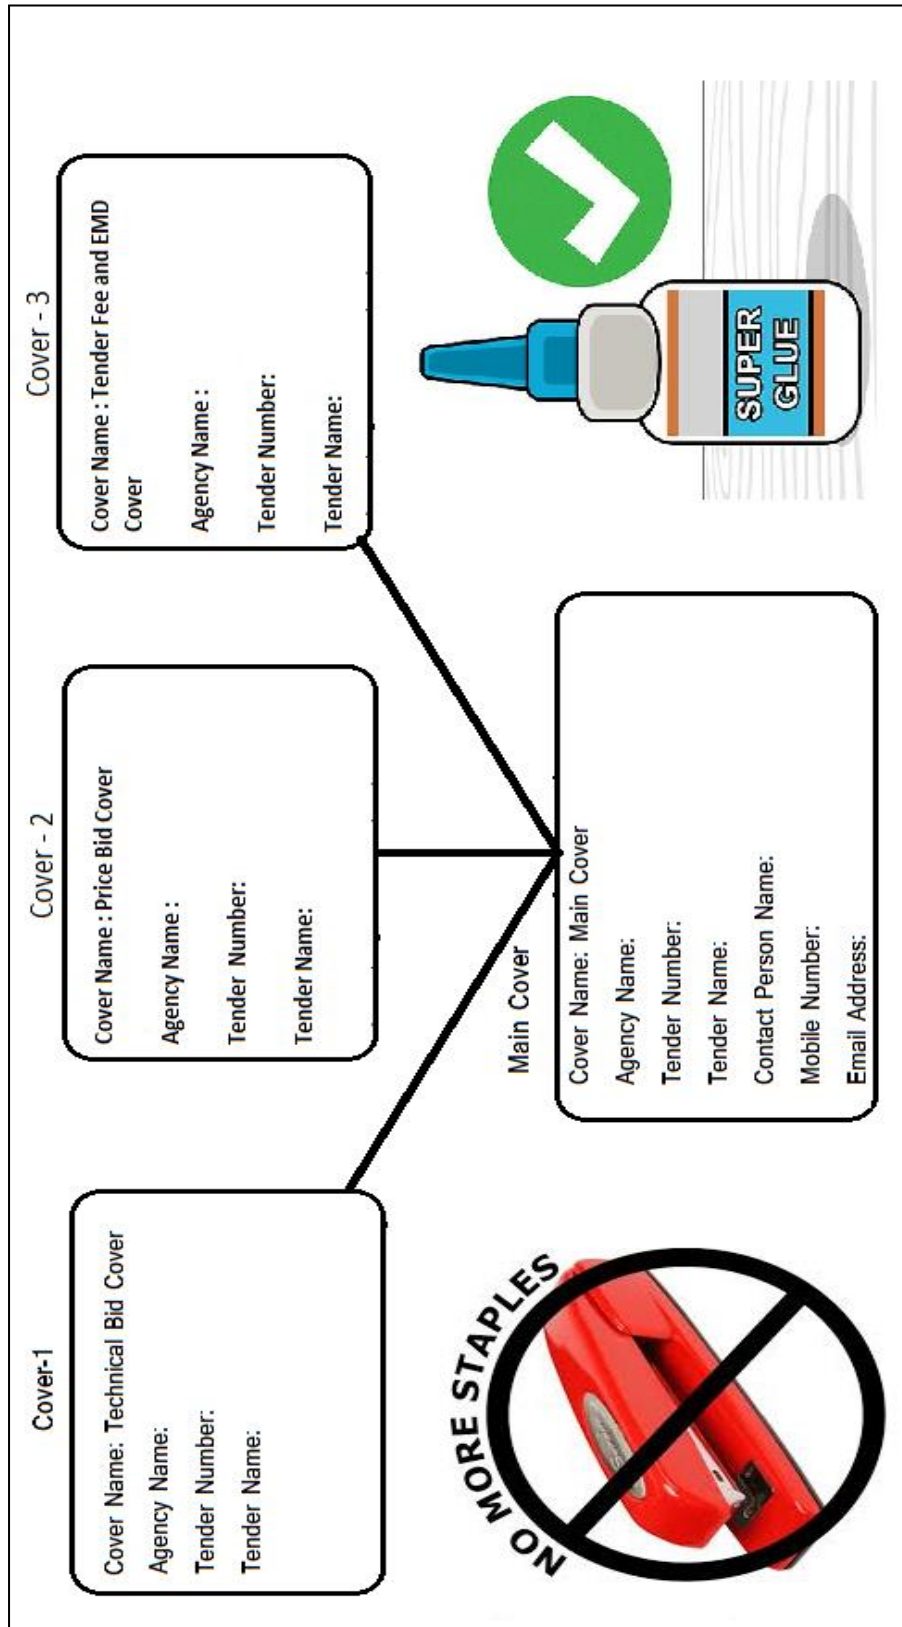 Cover-1
Cover Name: Technical Bid Cover
Agency Name:
Tender Number:
Tender Name:
Cover - 2
Cover Name : Price Bid Cover
Agency Name :
Tender Number:
Tender Name:
Cover - 3
Cover Name : Tender Fee and EMD
Cover
Agency Name :
Tender Number:
Tender Name:
NO MORE STAPLES
Main Cover
Cover Name: Main Cover
Agency Name:
Tender Number:
Tender Name:
Contact Person Name:
Mobile Number:
Email Address:
SUPER
GLUE